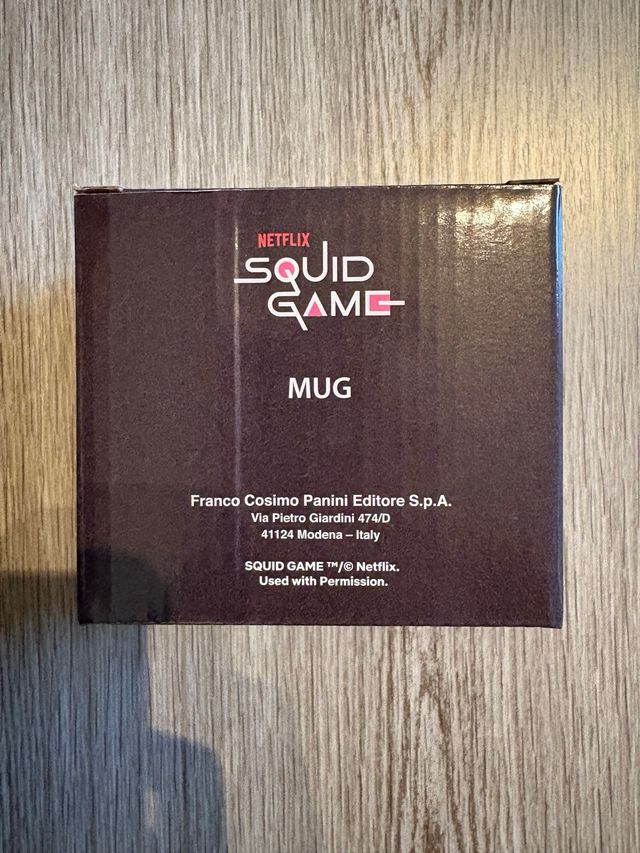 NETFLIX
SQUID
GAME
MUG
Franco Cosimo Panini Editore S.p.A.
Via Pietro Giardini 474/D
41124 Modena – Italy
SQUID GAME ™/© Netflix.
Used with Permission.